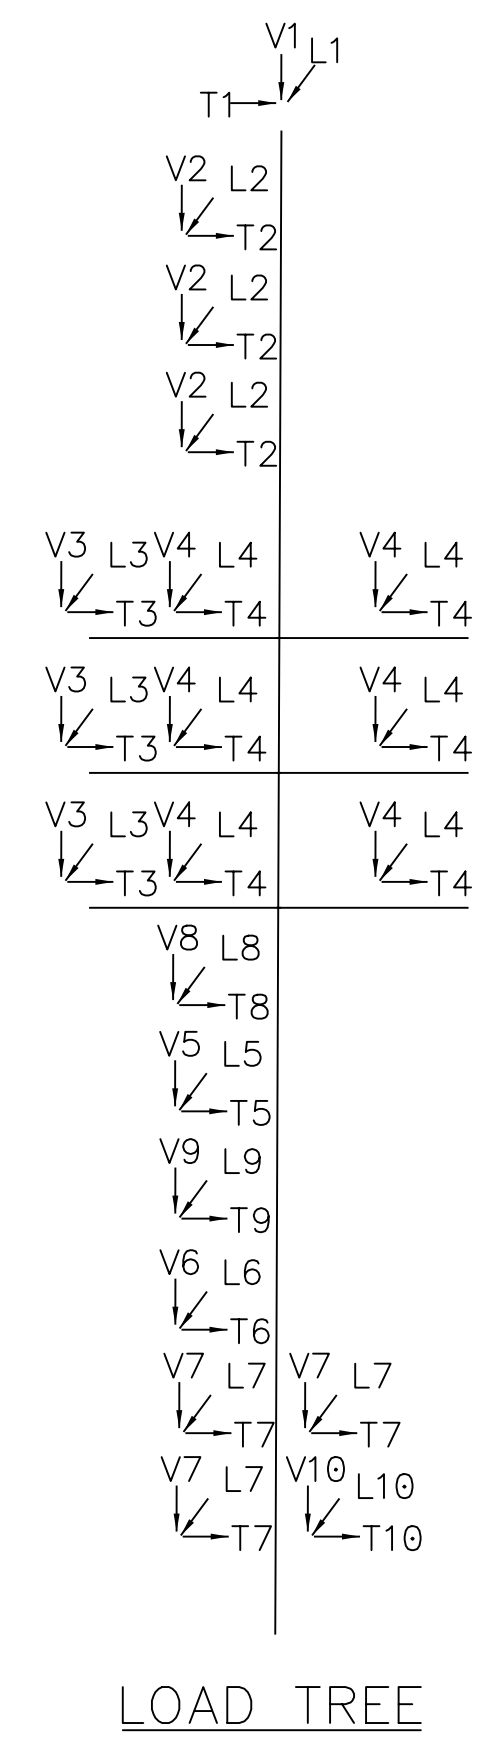 V1 L1
T1
V2 L2
T2
V2 L2
T2
V2 L2
T2
V3 L3 V4 L4 V4 L4
T3 T4 T4
V3 L3 V4 L4 V4 L4
T3 T4 T4
V3 L3 V4 L4 V4 L4
T3 T4 T4
V8 L8
T8
V5 L5
T5
V9 L9
T9
V6 L6
T6
V7 L7 V7 L7
T7 T7
V7 L7 V10 L10
T7 T10
LOAD TREE